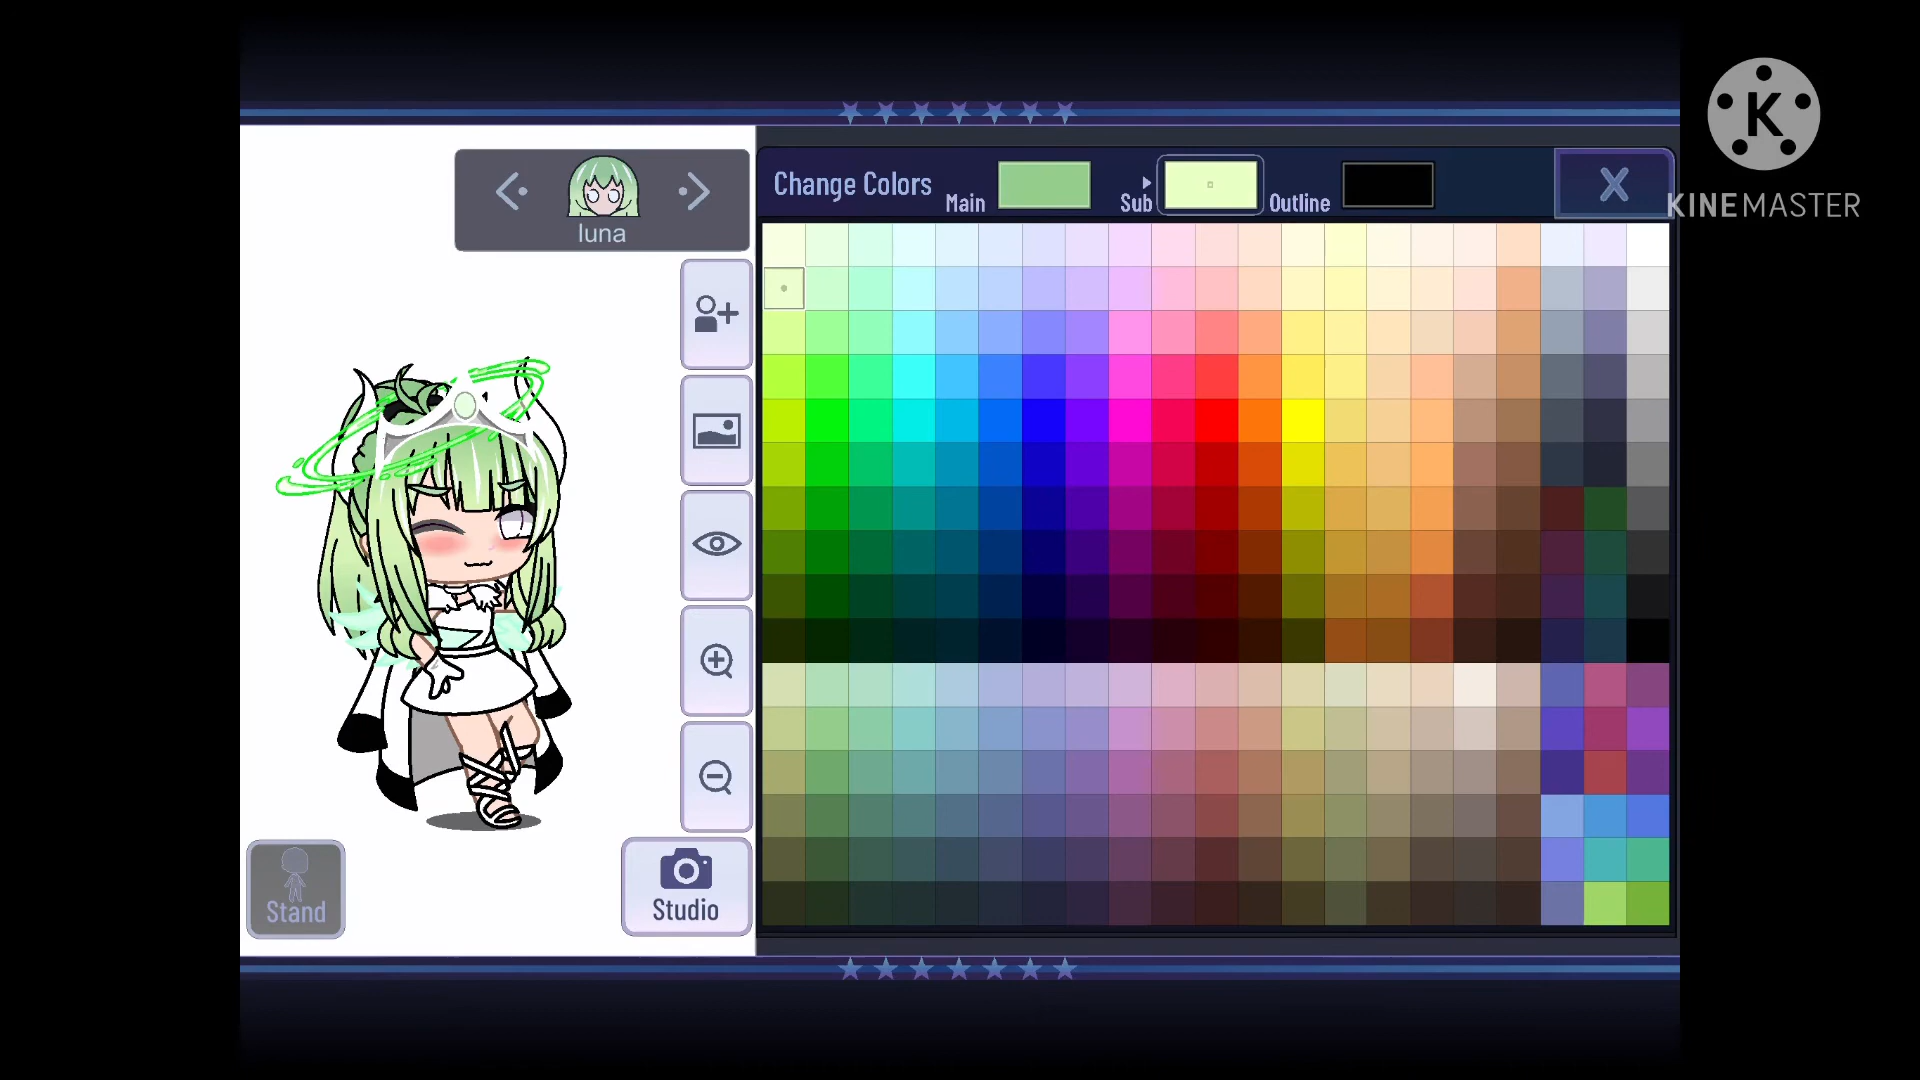 luna
Change Colors
Main
Sub
Outline
X
K
KINEMASTER
Stand
Studio